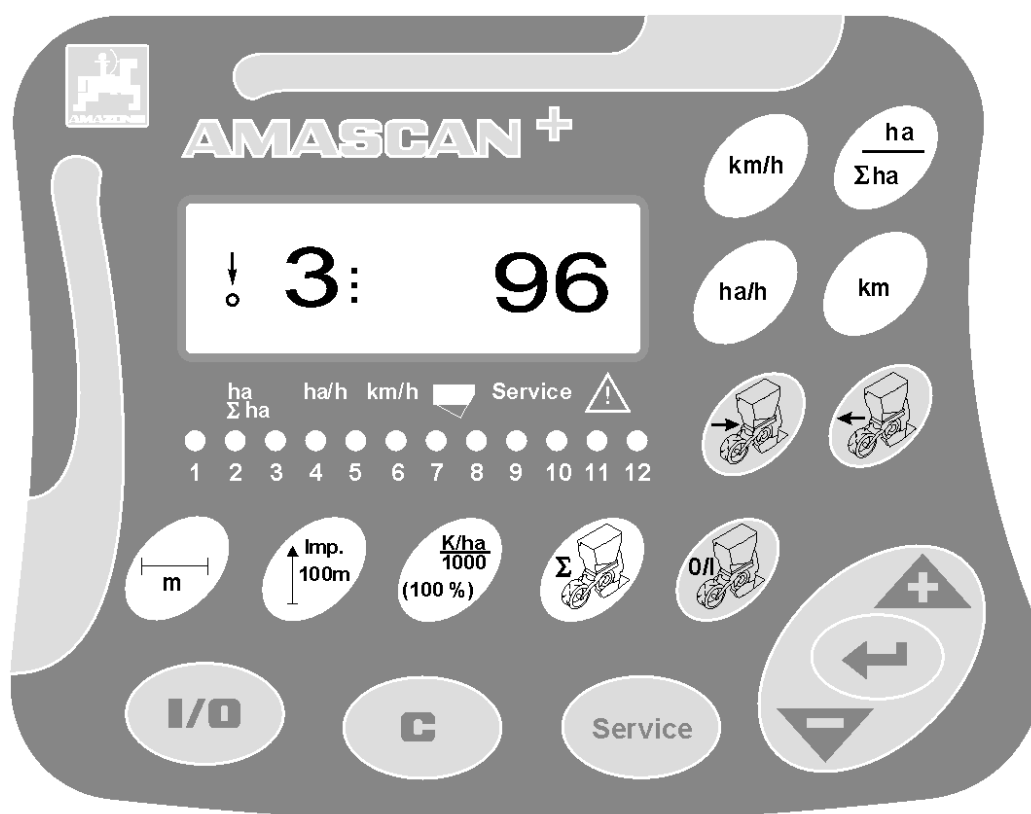 AMAZONE
AMASCAN +
km/h
ha
Σha
3: 96
ha/h
km
ha
Σ ha
ha/h
km/h
Service
!
1 2 3 4 5 6 7 8 9 10 11 12
m
Imp.
100m
K/ha
1000
(100 %)
Σ
0/I
+
I/O
C
Service
-